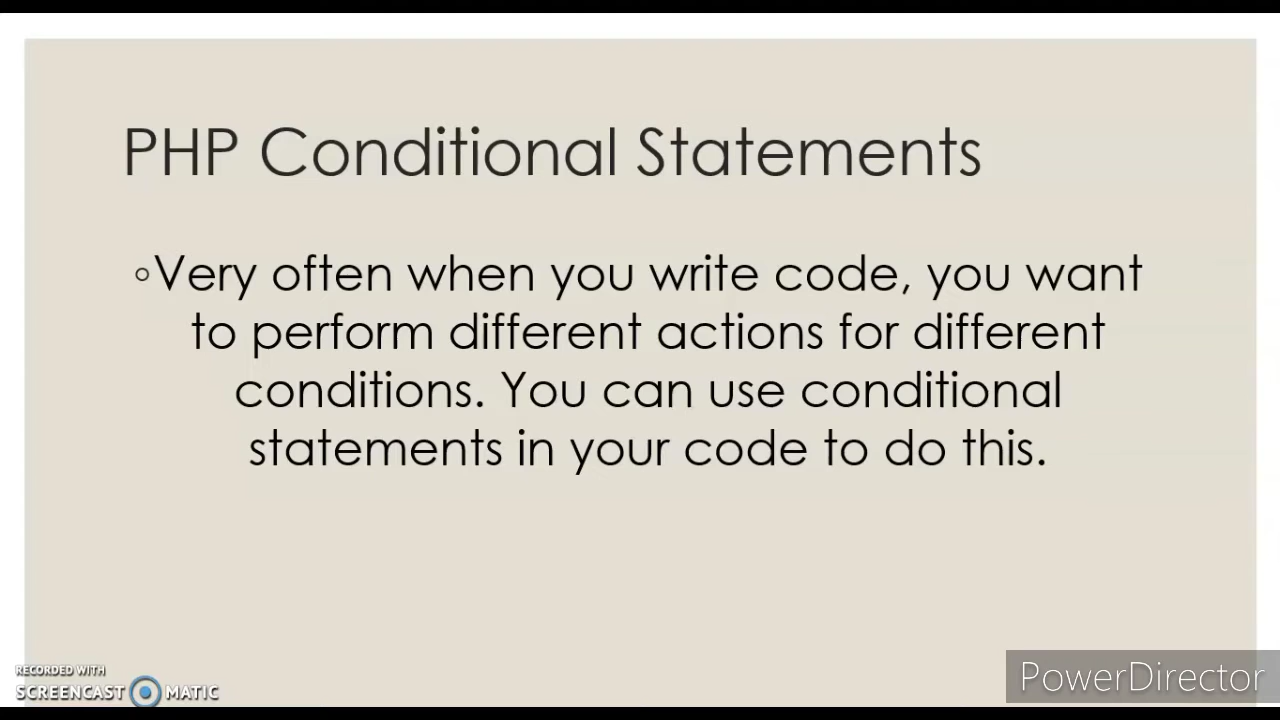 PHP Conditional Statements
◦Very often when you write code, you want
to perform different actions for different
conditions. You can use conditional
statements in your code to do this.
RECORDED WITH
SCREENCAST MATIC
PowerDirector